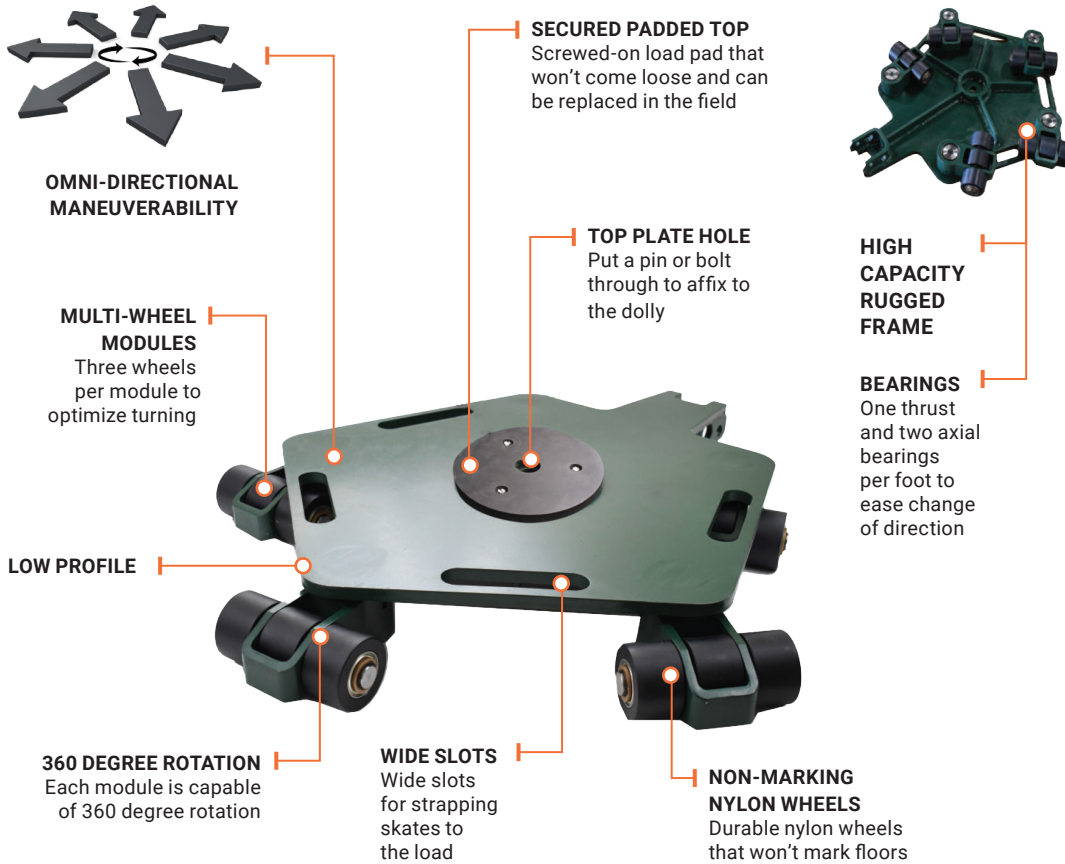 SECURED PADDED TOP
Screwed-on load pad that
won’t come loose and can
be replaced in the field
OMNI-DIRECTIONAL
MANEUVERABILITY
TOP PLATE HOLE
Put a pin or bolt
through to affix to
the dolly
HIGH
CAPACITY
RUGGED
FRAME
MULTI-WHEEL
MODULES
Three wheels
per module to
optimize turning
BEARINGS
One thrust
and two axial
bearings
per foot to
ease change
of direction
LOW PROFILE
360 DEGREE ROTATION
Each module is capable
of 360 degree rotation
WIDE SLOTS
Wide slots
for strapping
skates to
the load
NON-MARKING
NYLON WHEELS
Durable nylon wheels
that won’t mark floors